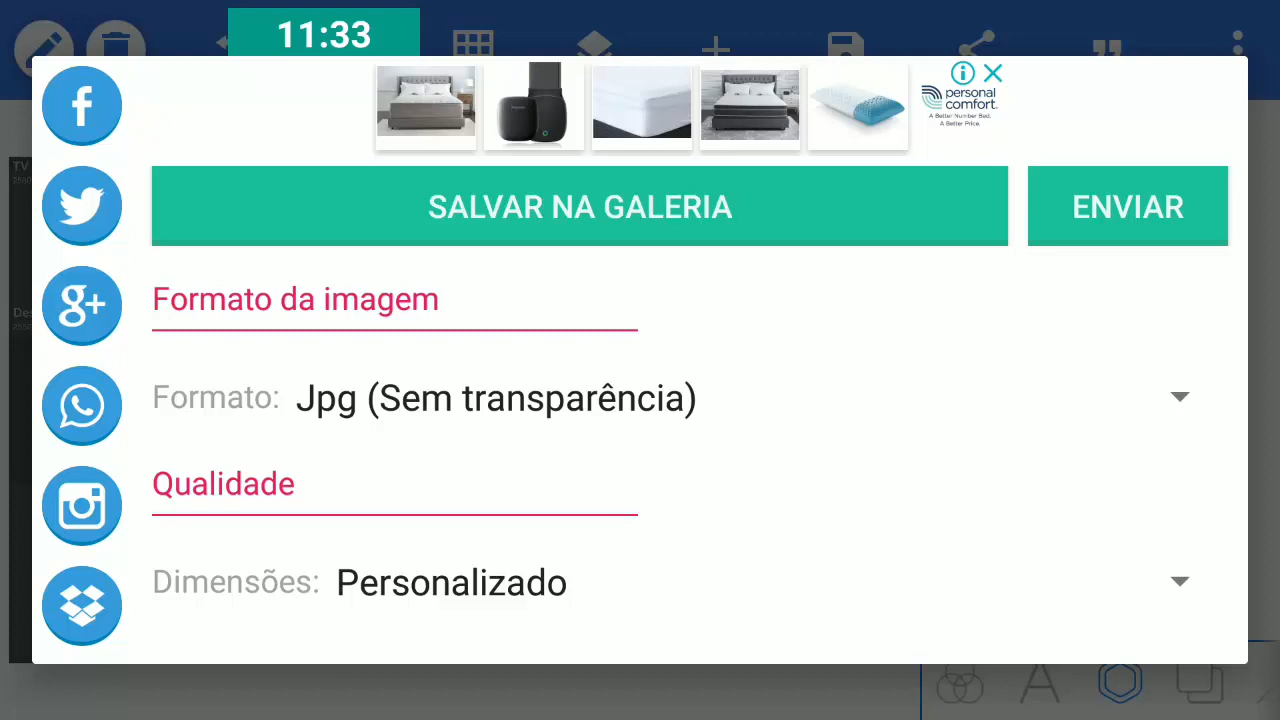 11:33
personal
comfort.
A Better Number Bed.
A Better Price.
SALVAR NA GALERIA
ENVIAR
Formato da imagem
Formato: Jpg (Sem transparência)
Qualidade
Dimensões: Personalizado
TV